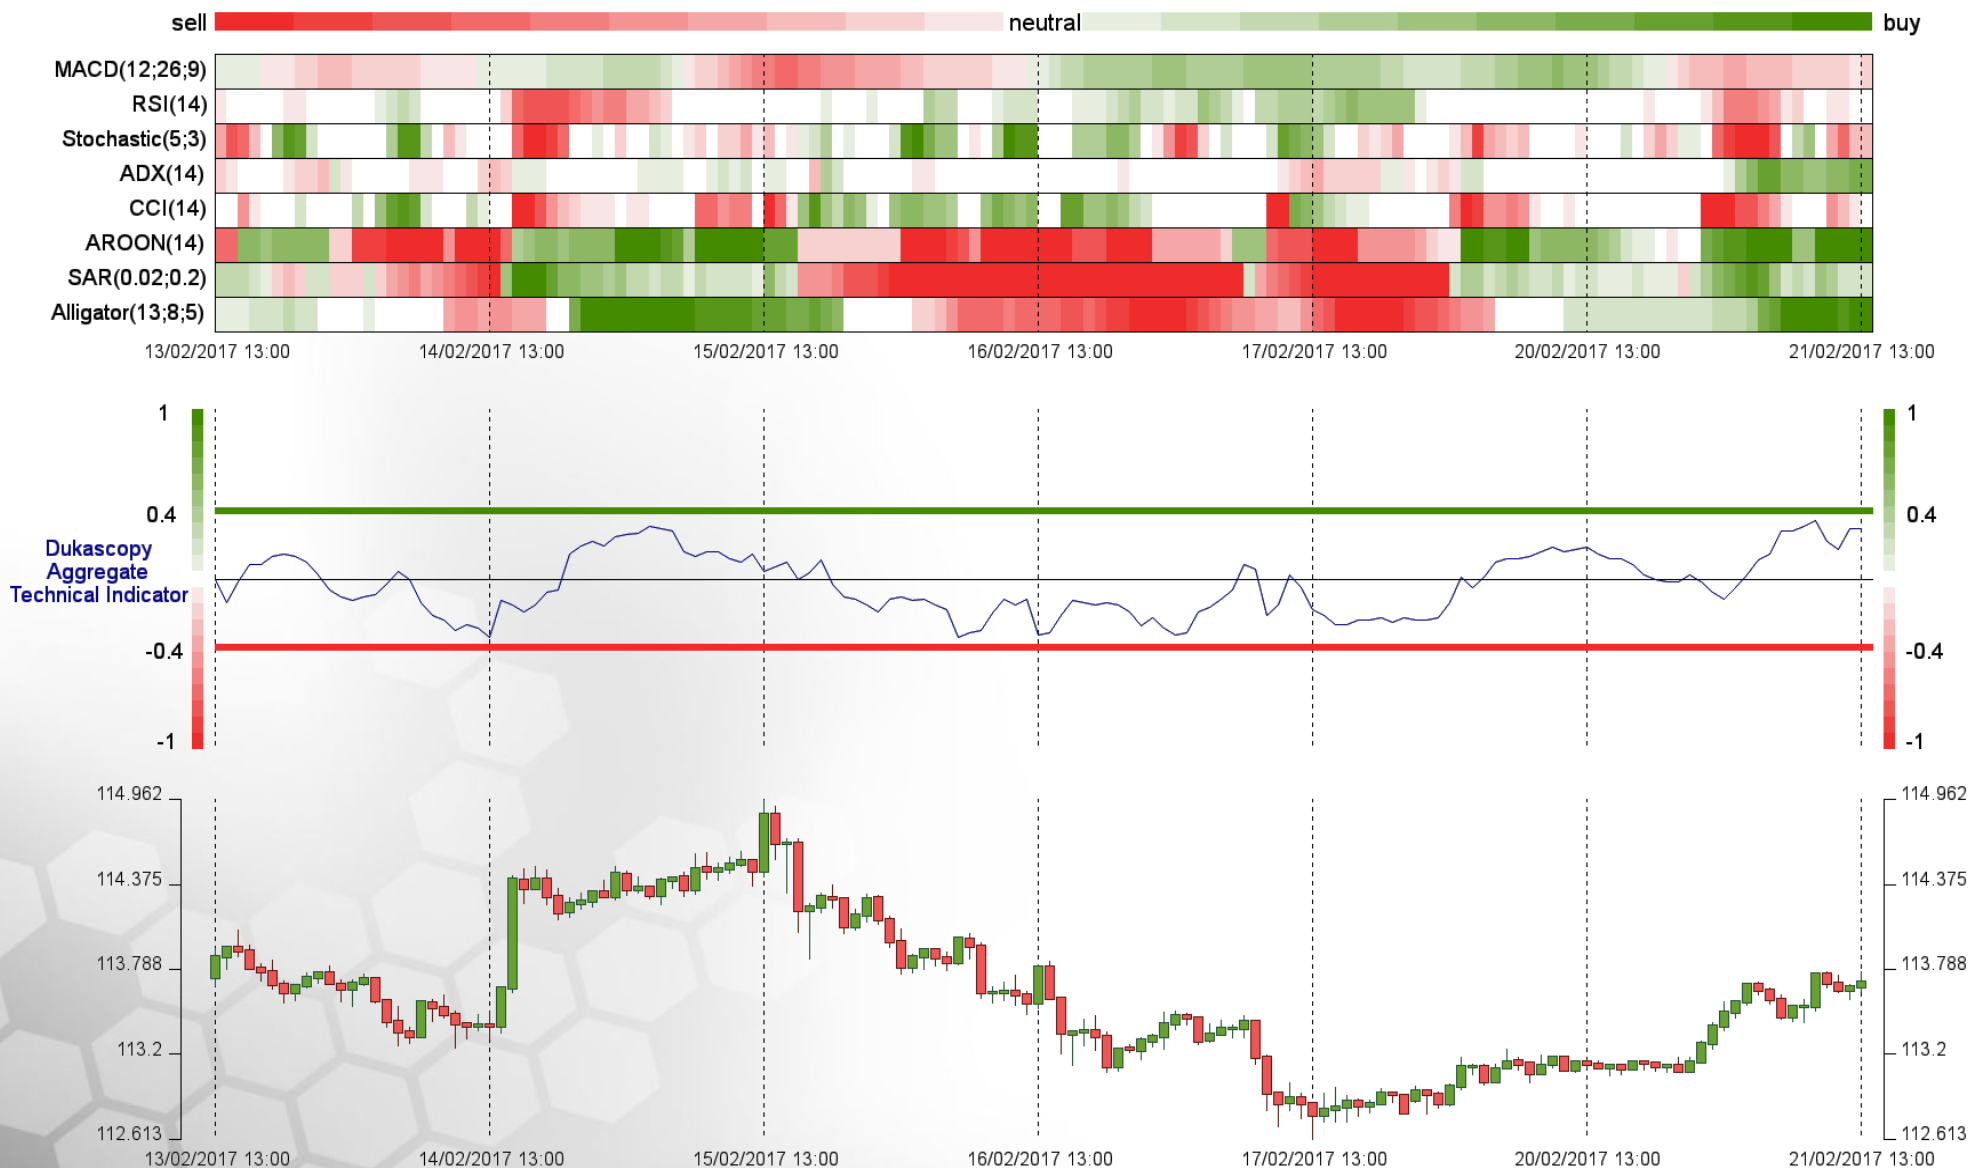 sell neutral buy
MACD(12;26;9)
RSI(14)
Stochastic(5;3)
ADX(14)
CCI(14)
AROON(14)
SAR(0.02;0.2)
Alligator(13;8;5)
13/02/2017 13:00 14/02/2017 13:00 15/02/2017 13:00 16/02/2017 13:00 17/02/2017 13:00 20/02/2017 13:00 21/02/2017 13:00
1 1
0.4 0.4
Dukascopy
Aggregate
Technical Indicator
-0.4 -0.4
-1 -1
114.962 114.962
114.375 114.375
113.788 113.788
113.2 113.2
112.613 112.613
13/02/2017 13:00 14/02/2017 13:00 15/02/2017 13:00 16/02/2017 13:00 17/02/2017 13:00 20/02/2017 13:00 21/02/2017 13:00